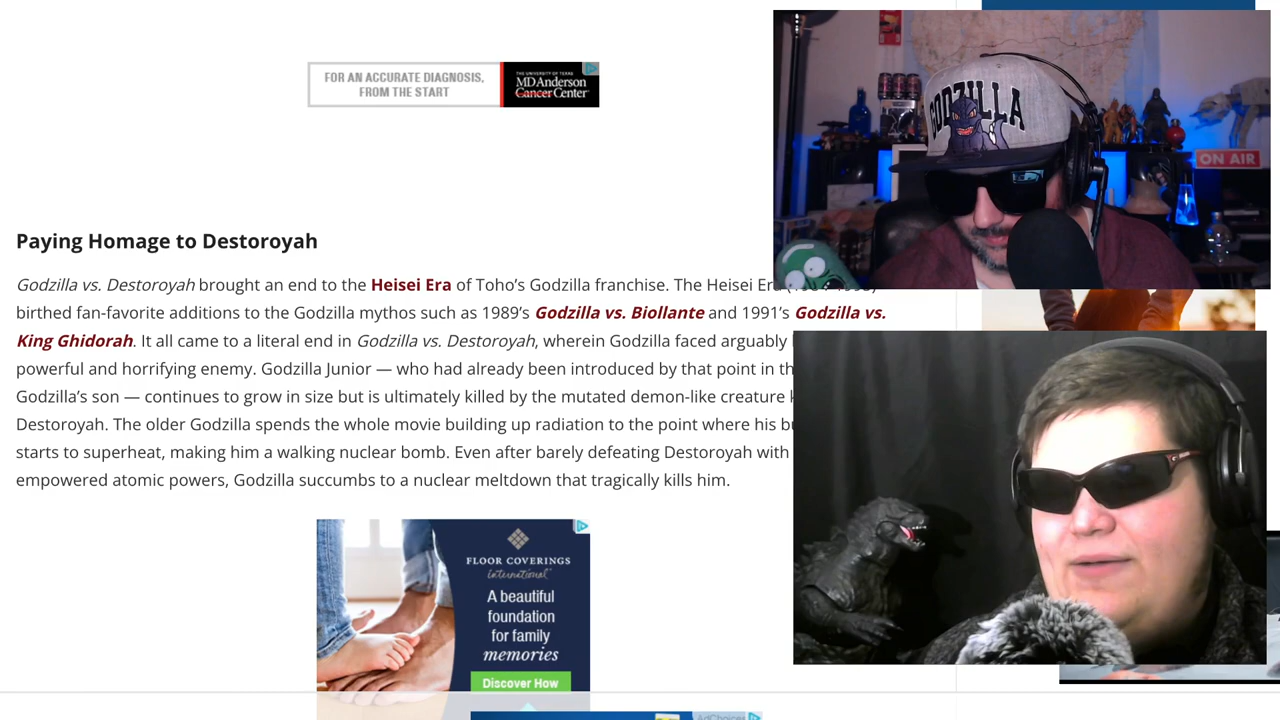 FOR AN ACCURATE DIAGNOSIS,
FROM THE START
THE UNIVERSITY OF TEXAS
MD Anderson
Cancer Center
GODZILLA
ON AIR
Paying Homage to Destoroyah
Godzilla vs. Destoroyah brought an end to the Heisei Era of Toho's Godzilla franchise. The Heisei Era
birthed fan-favorite additions to the Godzilla mythos such as 1989's Godzilla vs. Biollante and 1991's Godzilla vs.
King Ghidorah. It all came to a literal end in Godzilla vs. Destoroyah, wherein Godzilla faced arguably
powerful and horrifying enemy. Godzilla Junior — who had already been introduced by that point in th
Godzilla's son — continues to grow in size but is ultimately killed by the mutated demon-like creature
Destoroyah. The older Godzilla spends the whole movie building up radiation to the point where his b
starts to superheat, making him a walking nuclear bomb. Even after barely defeating Destoroyah with
empowered atomic powers, Godzilla succumbs to a nuclear meltdown that tragically kills him.
FLOOR COVERINGS
international
A beautiful
foundation
for family
memories
Discover How
AdChoices